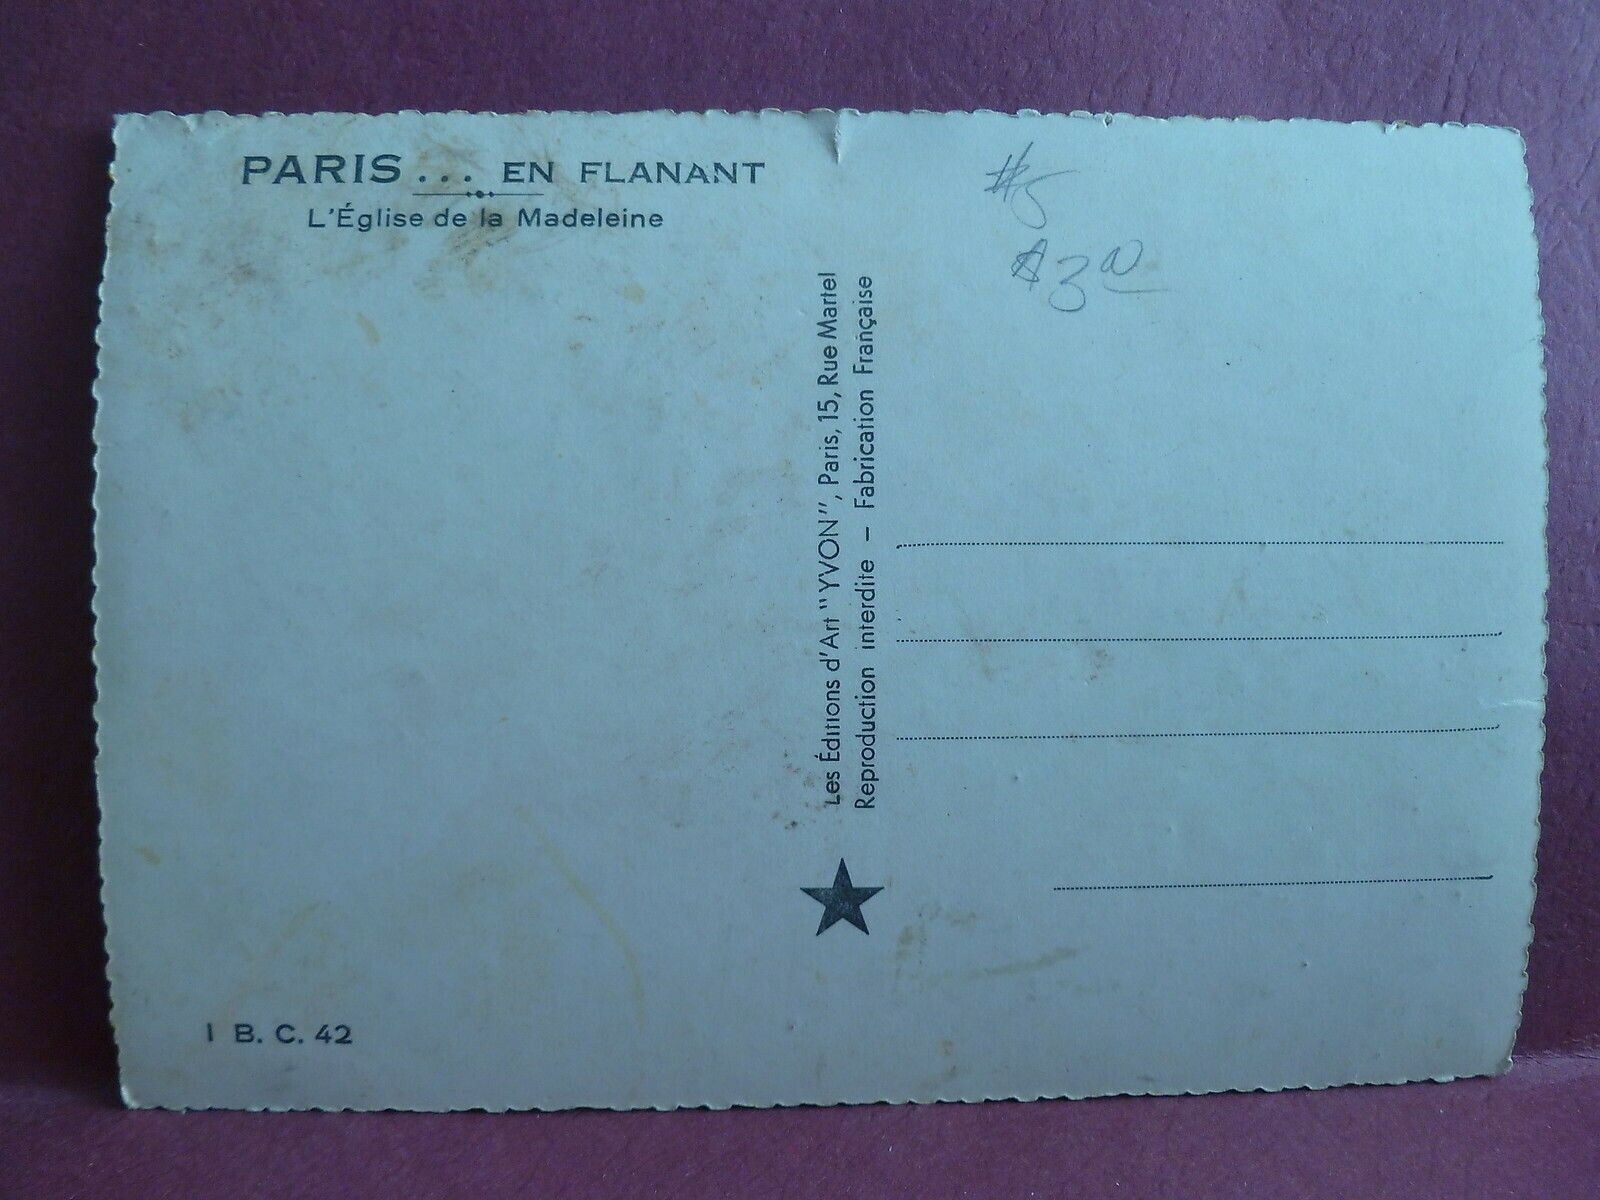 PARIS... EN FLANANT
L'Église de la Madeleine
Les Éditions d'Art "YVON", Paris, 15, Rue Martel
Reproduction interdite – Fabrication Française
#5
$3.00
I B. C. 42